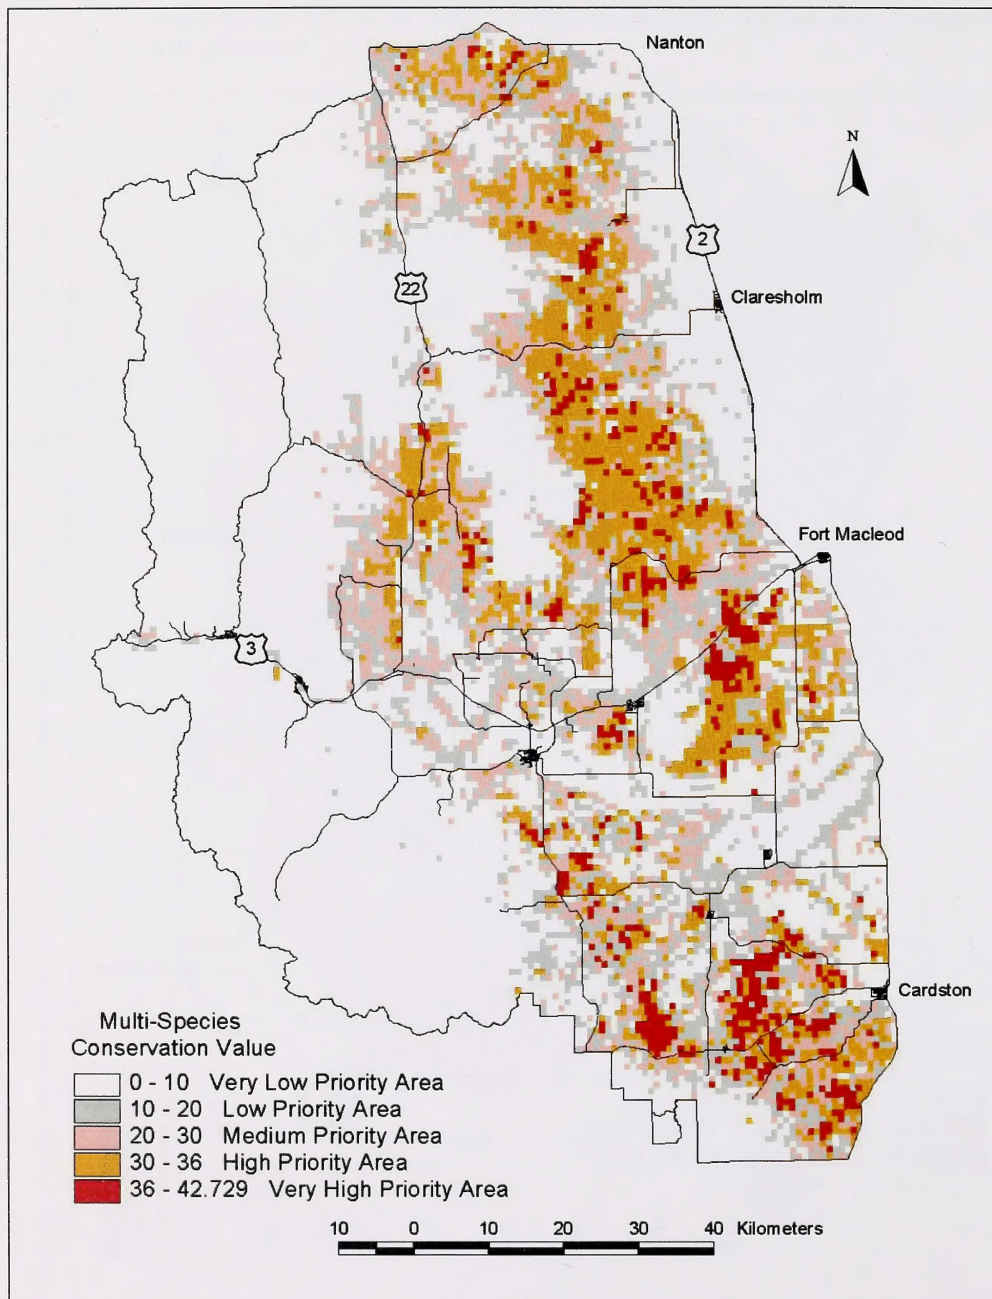 Nanton
N
2
22
Claresholm
Fort Macleod
3
Cardston
Multi-Species
Conservation Value
0 - 10 Very Low Priority Area
10 - 20 Low Priority Area
20 - 30 Medium Priority Area
30 - 36 High Priority Area
36 - 42.729 Very High Priority Area
10 0 10 20 30 40 Kilometers